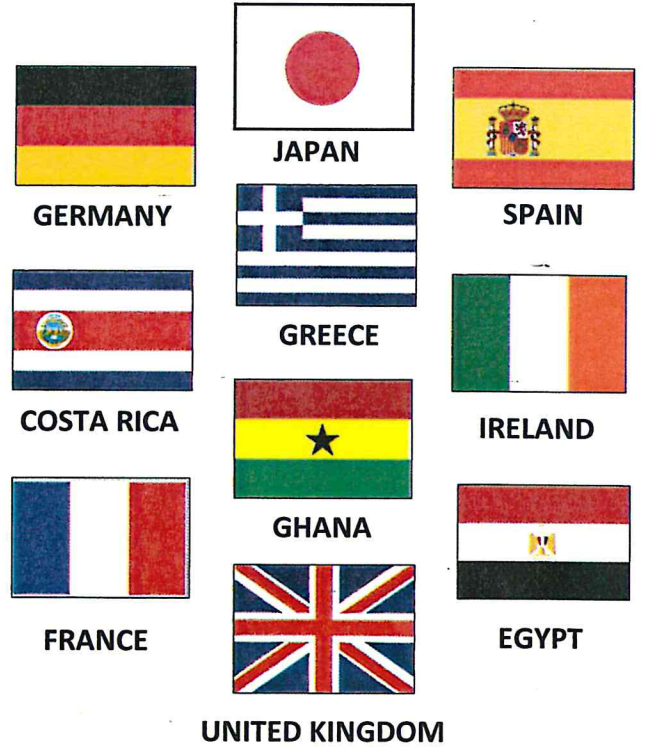 JAPAN
GERMANY
SPAIN
GREECE
COSTA RICA
IRELAND
GHANA
FRANCE
EGYPT
UNITED KINGDOM